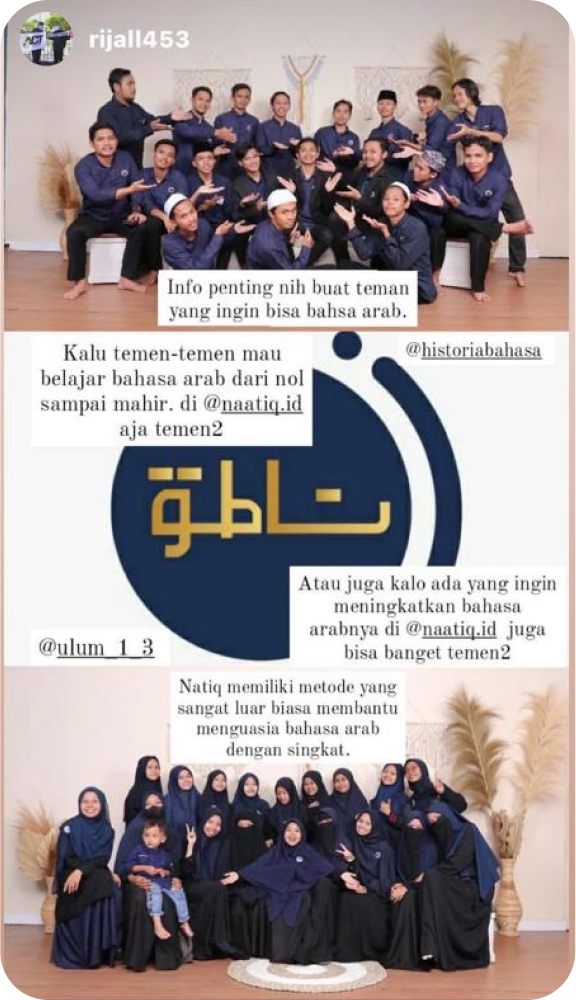 rijall453
Info penting nih buat teman
yang ingin bisa bahsa arab.
Kalu temen-temen mau
belajar bahasa arab dari nol
sampai mahir. di @naatiq.id
aja temen2
@historiabahasa
ناطق
Atau juga kalo ada yang ingin
meningkatkan bahasa
arabnya di @naatiq.id juga
bisa banget temen2
@ulum_1_3
Natiq memiliki metode yang
sangat luar biasa membantu
menguasia bahasa arab
dengan singkat.